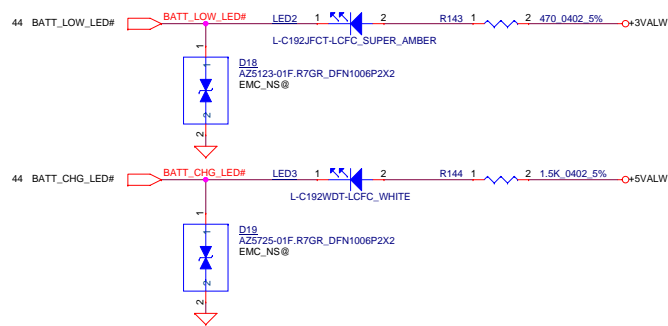 BATT_LOW_LED# LED2 1 2 R143 1 2 470_0402_5%
44 BATT_LOW_LED# +3VALW
L-C192JFCT-LCFC_SUPER_AMBER
1
D18
1
AZ5123-01F.R7GR_DFN1006P2X2
EMC_NS@
2
2
BATT_CHG_LED# LED3 1 2 R144 1 2 1.5K_0402_5%
44 BATT_CHG_LED# +5VALW
L-C192WDT-LCFC_WHITE
1
D19
1
AZ5725-01F.R7GR_DFN1006P2X2
EMC_NS@
2
2